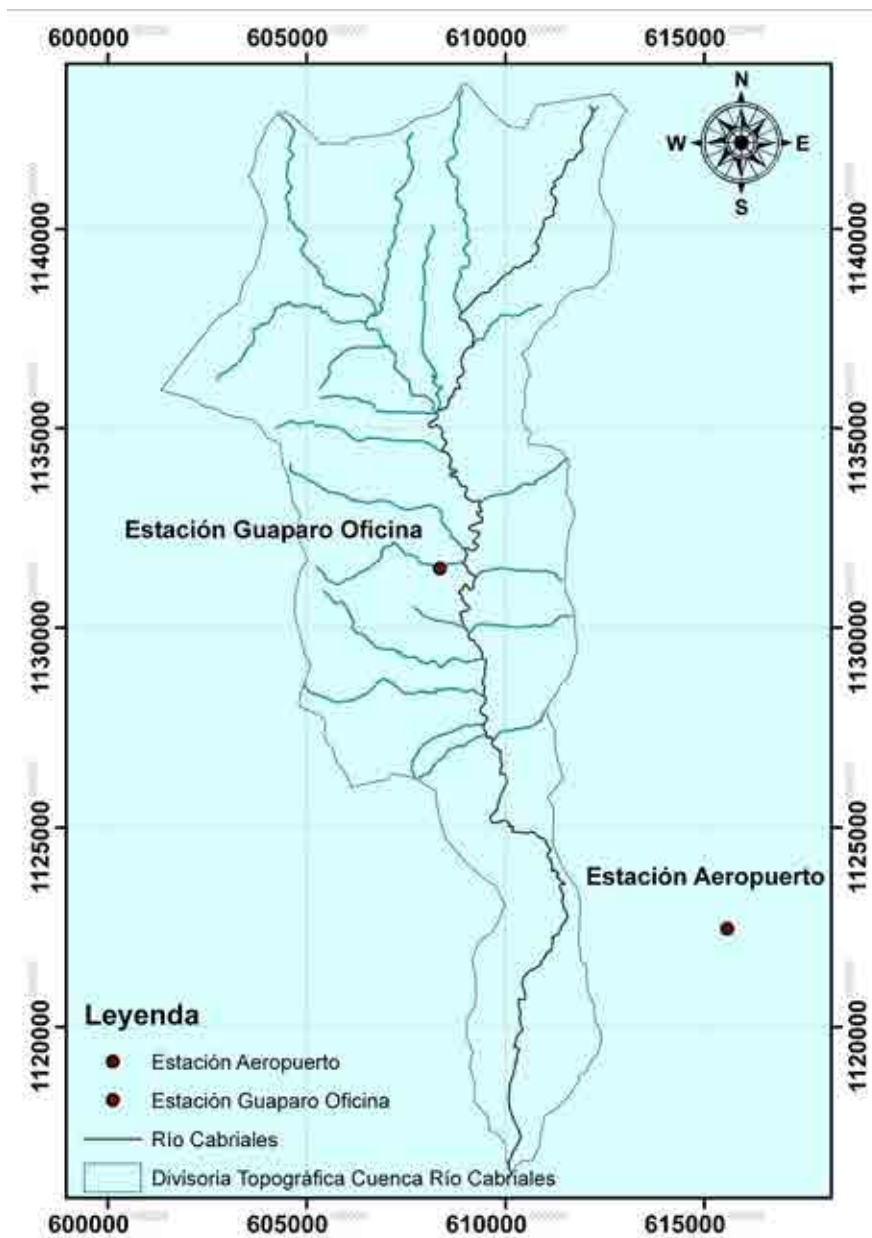 600000 605000 610000 615000
N
W E
S
1140000 1140000
1135000 1135000
Estación Guaparo Oficina
1130000 1130000
1125000 1125000
Estación Aeropuerto
1120000 1120000
Leyenda
Estación Aeropuerto
Estación Guaparo Oficina
Río Cabriales
Divisoria Topográfica Cuenca Río Cabriales
600000 605000 610000 615000